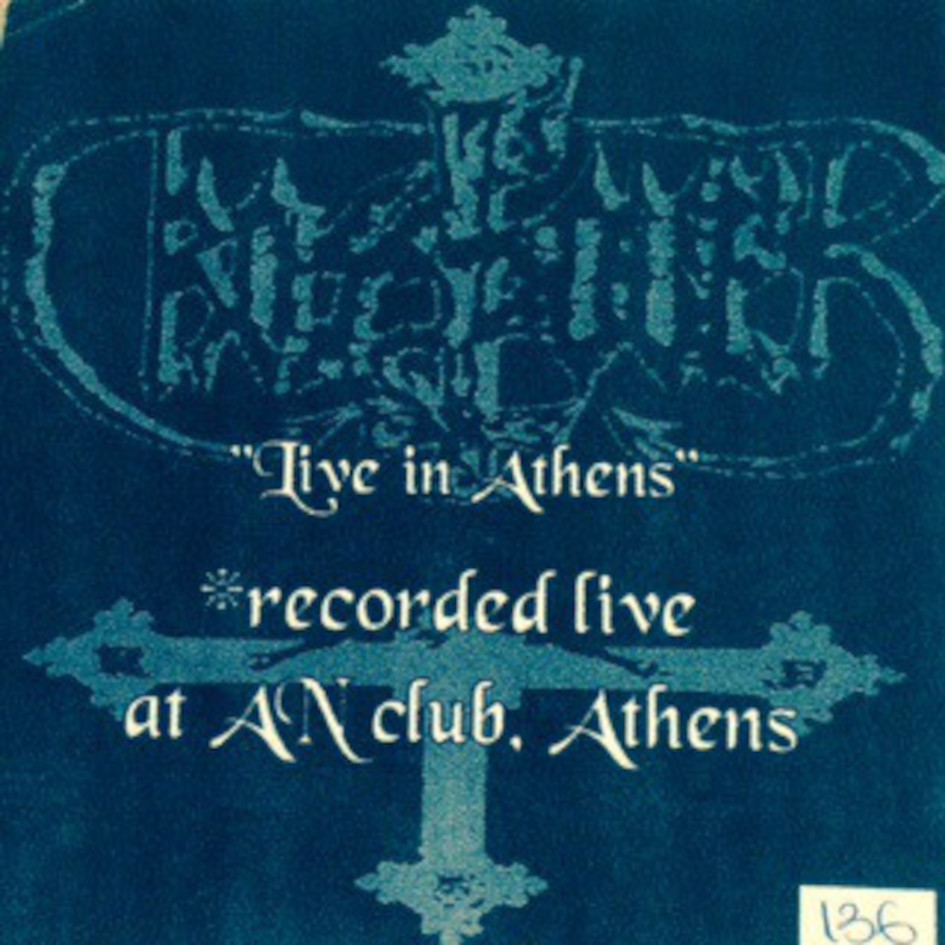 "Live in Athens"
*recorded live
at AN club, Athens
136